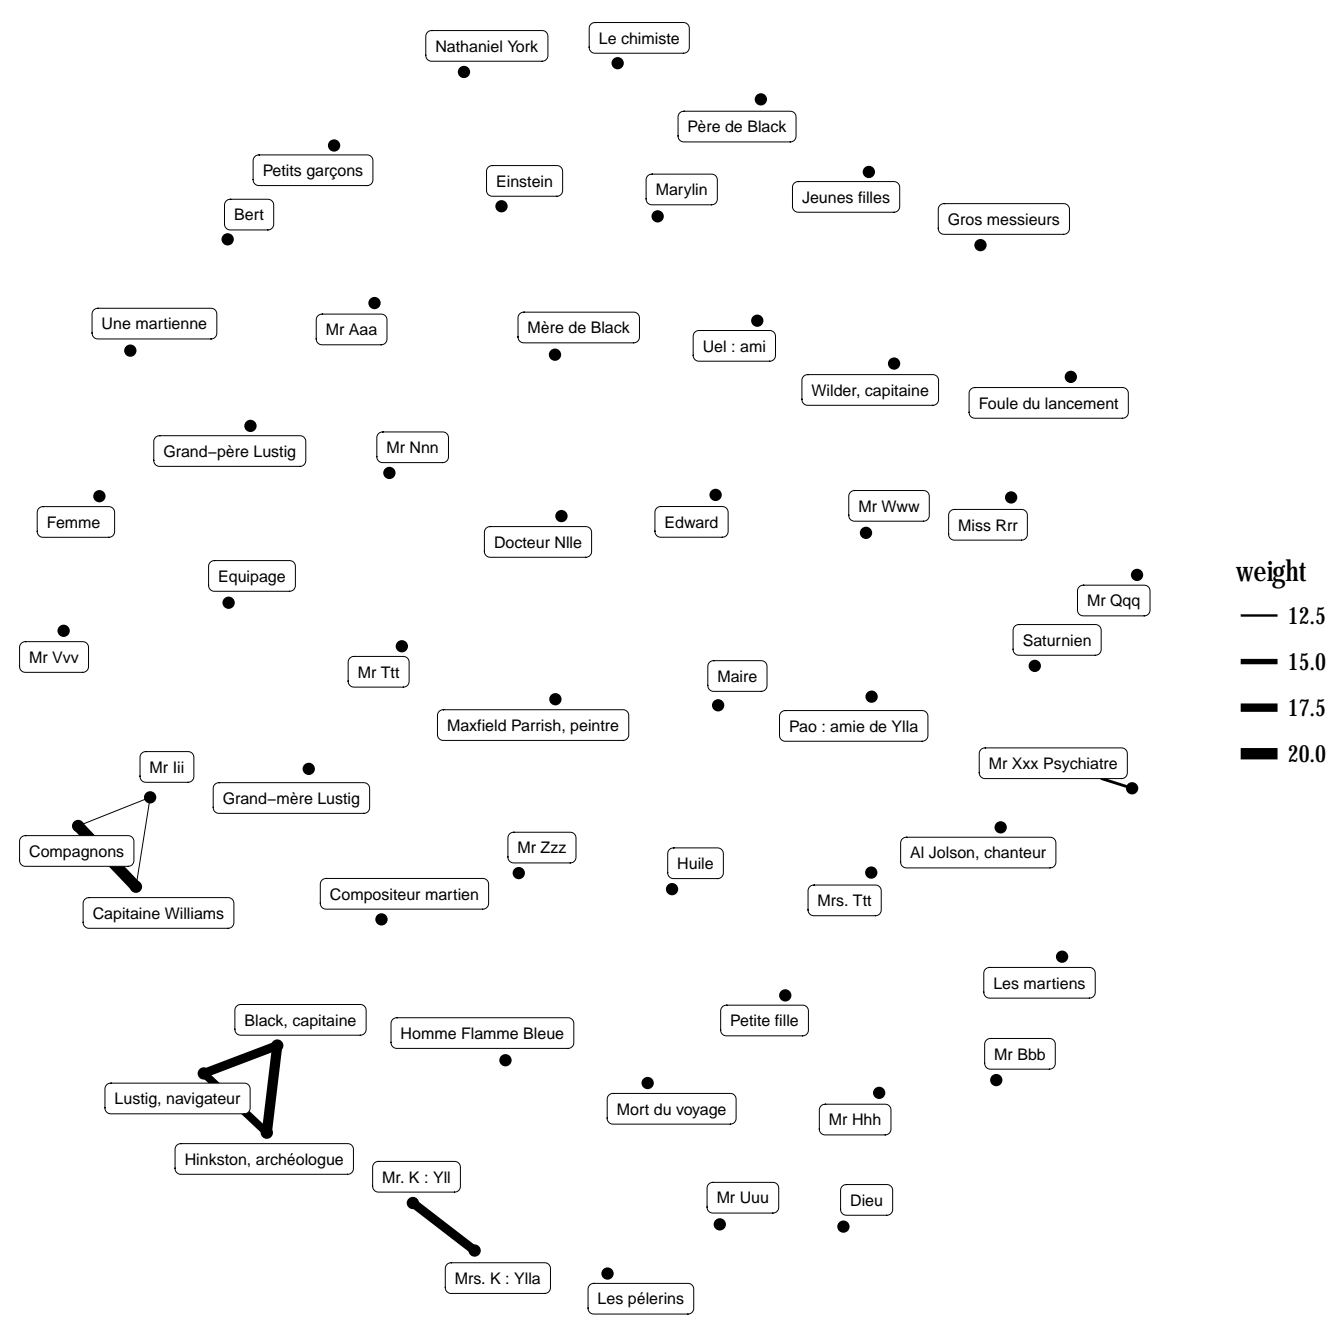 Nathaniel York
Le chimiste
Père de Black
Petits garçons
Einstein
Marylin
Jeunes filles
Bert
Gros messieurs
Une martienne
Mr Aaa
Mère de Black
Uel : ami
Wilder, capitaine
Foule du lancement
Grand−père Lustig
Mr Nnn
Femme
Docteur Nlle
Edward
Mr Www
Miss Rrr
Equipage
weight
Mr Qqq
12.5
Saturnien
Mr Vvv
Mr Ttt
Maire
15.0
17.5
Maxfield Parrish, peintre
Pao : amie de Ylla
20.0
Mr Iii
Mr Xxx Psychiatre
Grand−mère Lustig
Compagnons
Mr Zzz
Huile
Al Jolson, chanteur
Compositeur martien
Mrs. Ttt
Capitaine Williams
Les martiens
Black, capitaine
Homme Flamme Bleue
Petite fille
Mr Bbb
Lustig, navigateur
Mort du voyage
Mr Hhh
Hinkston, archéologue
Mr. K : Yll
Mr Uuu
Dieu
Mrs. K : Ylla
Les pélerins